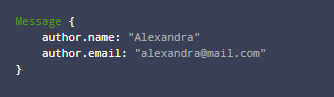 Message {
    author.name: "Alexandra"
    author.email: "alexandra@mail.com"
}